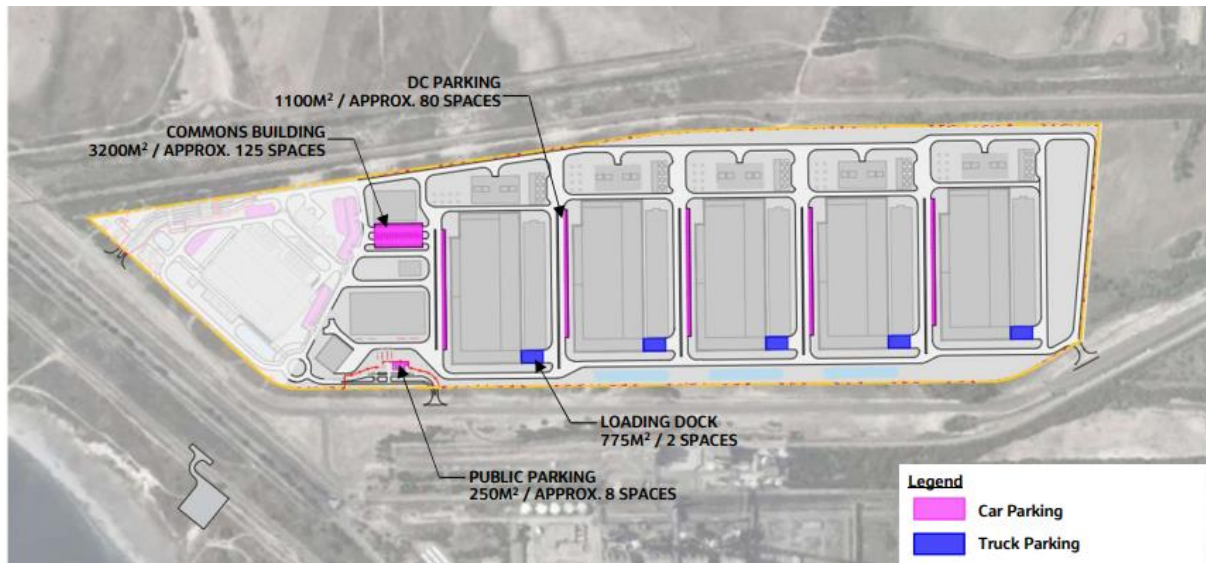 DC PARKING
1100M² / APPROX. 80 SPACES
COMMONS BUILDING
3200M² / APPROX. 125 SPACES
LOADING DOCK
775M² / 2 SPACES
PUBLIC PARKING
250M² / APPROX. 8 SPACES
Legend
Car Parking
Truck Parking